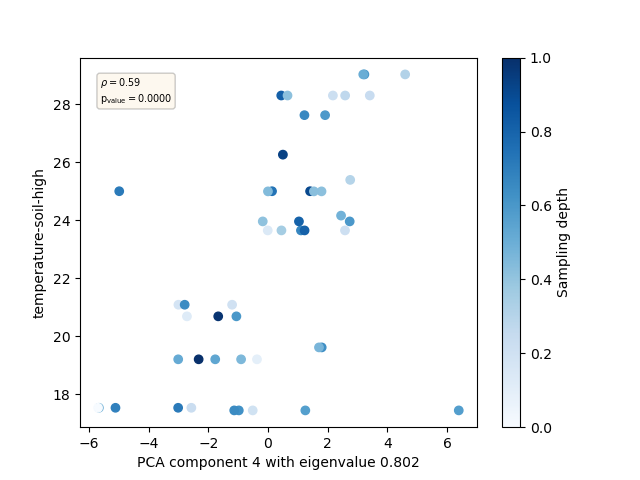 ρ = 0.59
p_value = 0.0000
28
26
24
22
20
18
temperature-soil-high
−6 −4 −2 0 2 4 6
PCA component 4 with eigenvalue 0.802
1.0
0.8
0.6
0.4
0.2
0.0
Sampling depth